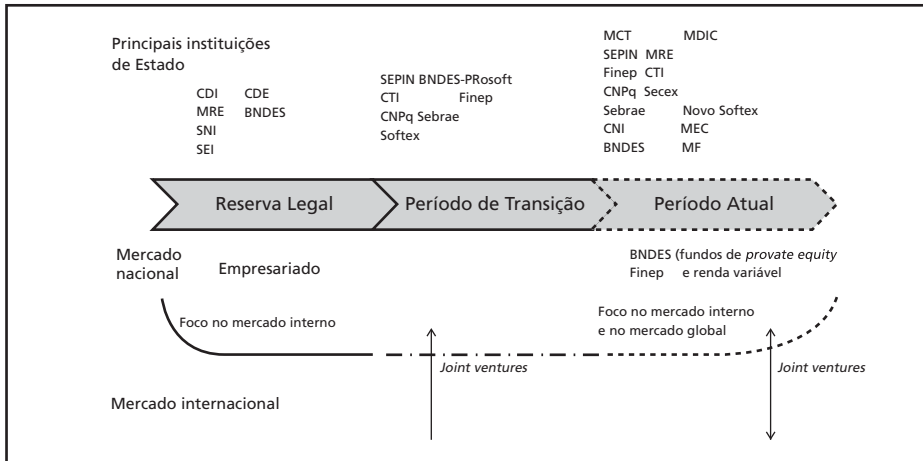 Principais instituições
de Estado
CDI CDE
MRE BNDES
SNI
SEI
SEPIN BNDES-PRosoft
CTI Finep
CNPq Sebrae
Softex
MCT MDIC
SEPIN MRE
Finep CTI
CNPq Secex
Sebrae Novo Softex
CNI MEC
BNDES MF
Reserva Legal
Período de Transição
Período Atual
Mercado
nacional
Empresariado
BNDES (fundos de provate equity
Finep e renda variável
Foco no mercado interno
Foco no mercado interno
e no mercado global
Joint ventures
Joint ventures
Mercado internacional